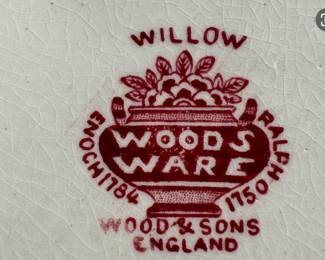 WILLOW
ENOCH 1784
RALPH 1750
WOODS
WARE
WOOD & SONS
ENGLAND